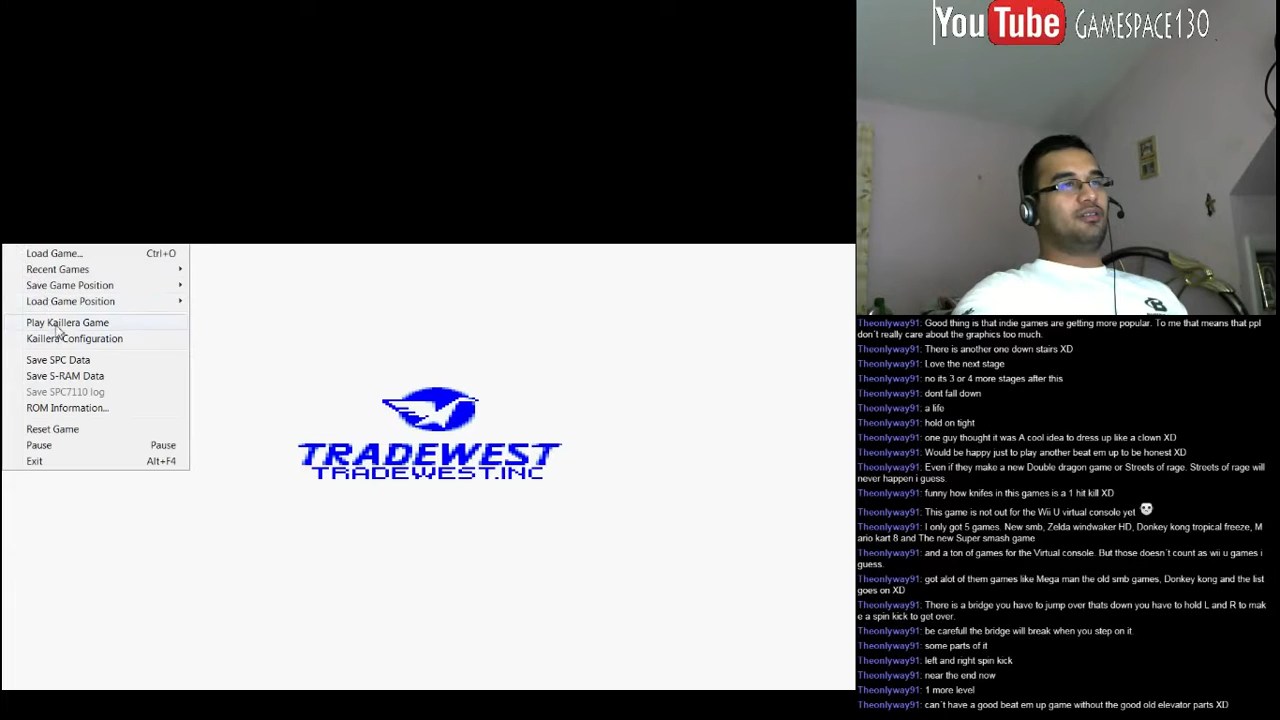 YouTube GAMESPACE130
Load Game... Ctrl+O
Recent Games
Save Game Position
Load Game Position
Play Kaillera Game
Kaillera Configuration
Save SPC Data
Save S-RAM Data
Save SPC7110 log
ROM Information...
Reset Game
Pause Pause
Exit Alt+F4
TRADEWEST
TRADEWEST.INC
Theonlyway91: Good thing is that indie games are getting more popular. To me that means that ppl
don´t really care about the graphics too much.
Theonlyway91: There is another one down stairs XD
Theonlyway91: Love the next stage
Theonlyway91: no its 3 or 4 more stages after this
Theonlyway91: dont fall down
Theonlyway91: a life
Theonlyway91: hold on tight
Theonlyway91: one guy thought it was A cool idea to dress up like a clown XD
Theonlyway91: Would be happy just to play another beat em up to be honest XD
Theonlyway91: Even if they make a new Double dragon game or Streets of rage. Streets of rage will
never happen i guess.
Theonlyway91: funny how knifes in this games is a 1 hit kill XD
Theonlyway91: This game is not out for the Wii U virtual console yet
Theonlyway91: I only got 5 games. New smb, Zelda windwaker HD, Donkey kong tropical freeze, M
ario kart 8 and The new Super smash game
Theonlyway91: and a ton of games for the Virtual console. But those doesn´t count as wii u games i
guess.
Theonlyway91: got alot of them games like Mega man the old smb games, Donkey kong and the list
goes on XD
Theonlyway91: There is a bridge you have to jump over thats down you have to hold L and R to mak
e a spin kick to get over.
Theonlyway91: be carefull the bridge will break when you step on it
Theonlyway91: some parts of it
Theonlyway91: left and right spin kick
Theonlyway91: near the end now
Theonlyway91: 1 more level
Theonlyway91: can´t have a good beat em up game without the good old elevator parts XD